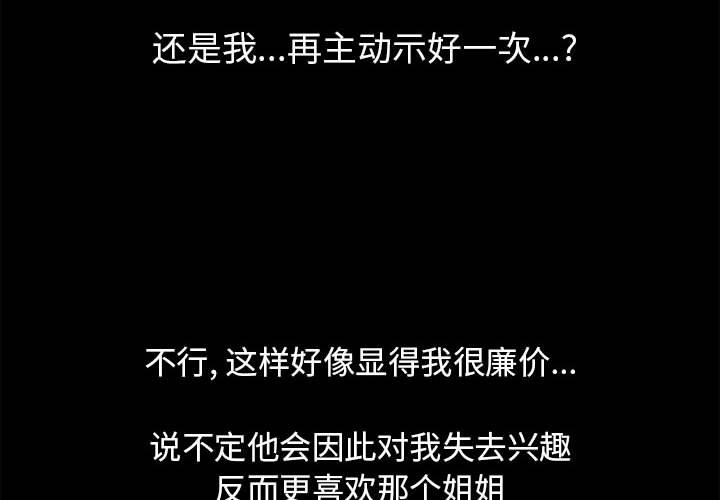 还是我...再主动示好一次...?
不行, 这样好像显得我很廉价...
说不定他会因此对我失去兴趣
反而更喜欢那个姐姐